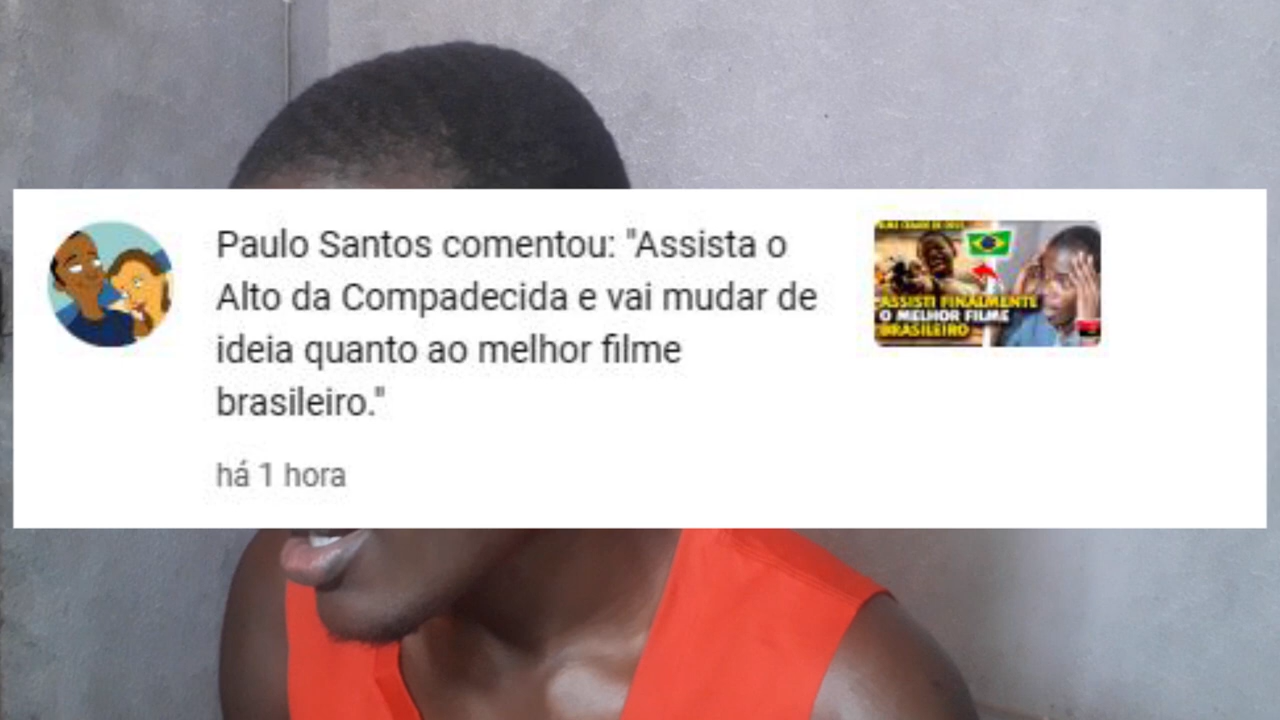 Paulo Santos comentou: "Assista o
Alto da Compadecida e vai mudar de
ideia quanto ao melhor filme
brasileiro."
há 1 hora
ASSISTI FINALMENTE
O MELHOR FILME
BRASILEIRO